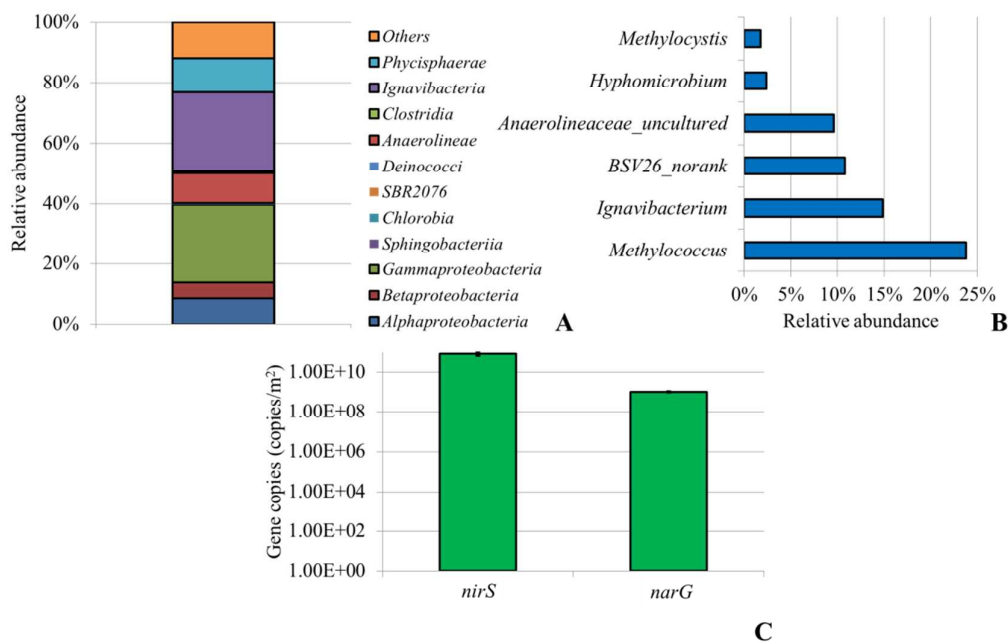 100%
80%
60%
40%
20%
0%
Relative abundance
Others
Phycisphaerae
Ignavibacteria
Clostridia
Anaerolineae
Deinococci
SBR2076
Chlorobia
Sphingobacteriia
Gammaproteobacteria
Betaproteobacteria
Alphaproteobacteria
A
Methylocystis
Hyphomicrobium
Anaerolineaceae_uncultured
BSV26_norank
Ignavibacterium
Methylococcus
0% 5% 10% 15% 20% 25%
Relative abundance
B
Gene copies (copies/m²)
1.00E+10
1.00E+08
1.00E+06
1.00E+04
1.00E+02
1.00E+00
nirS narG
C